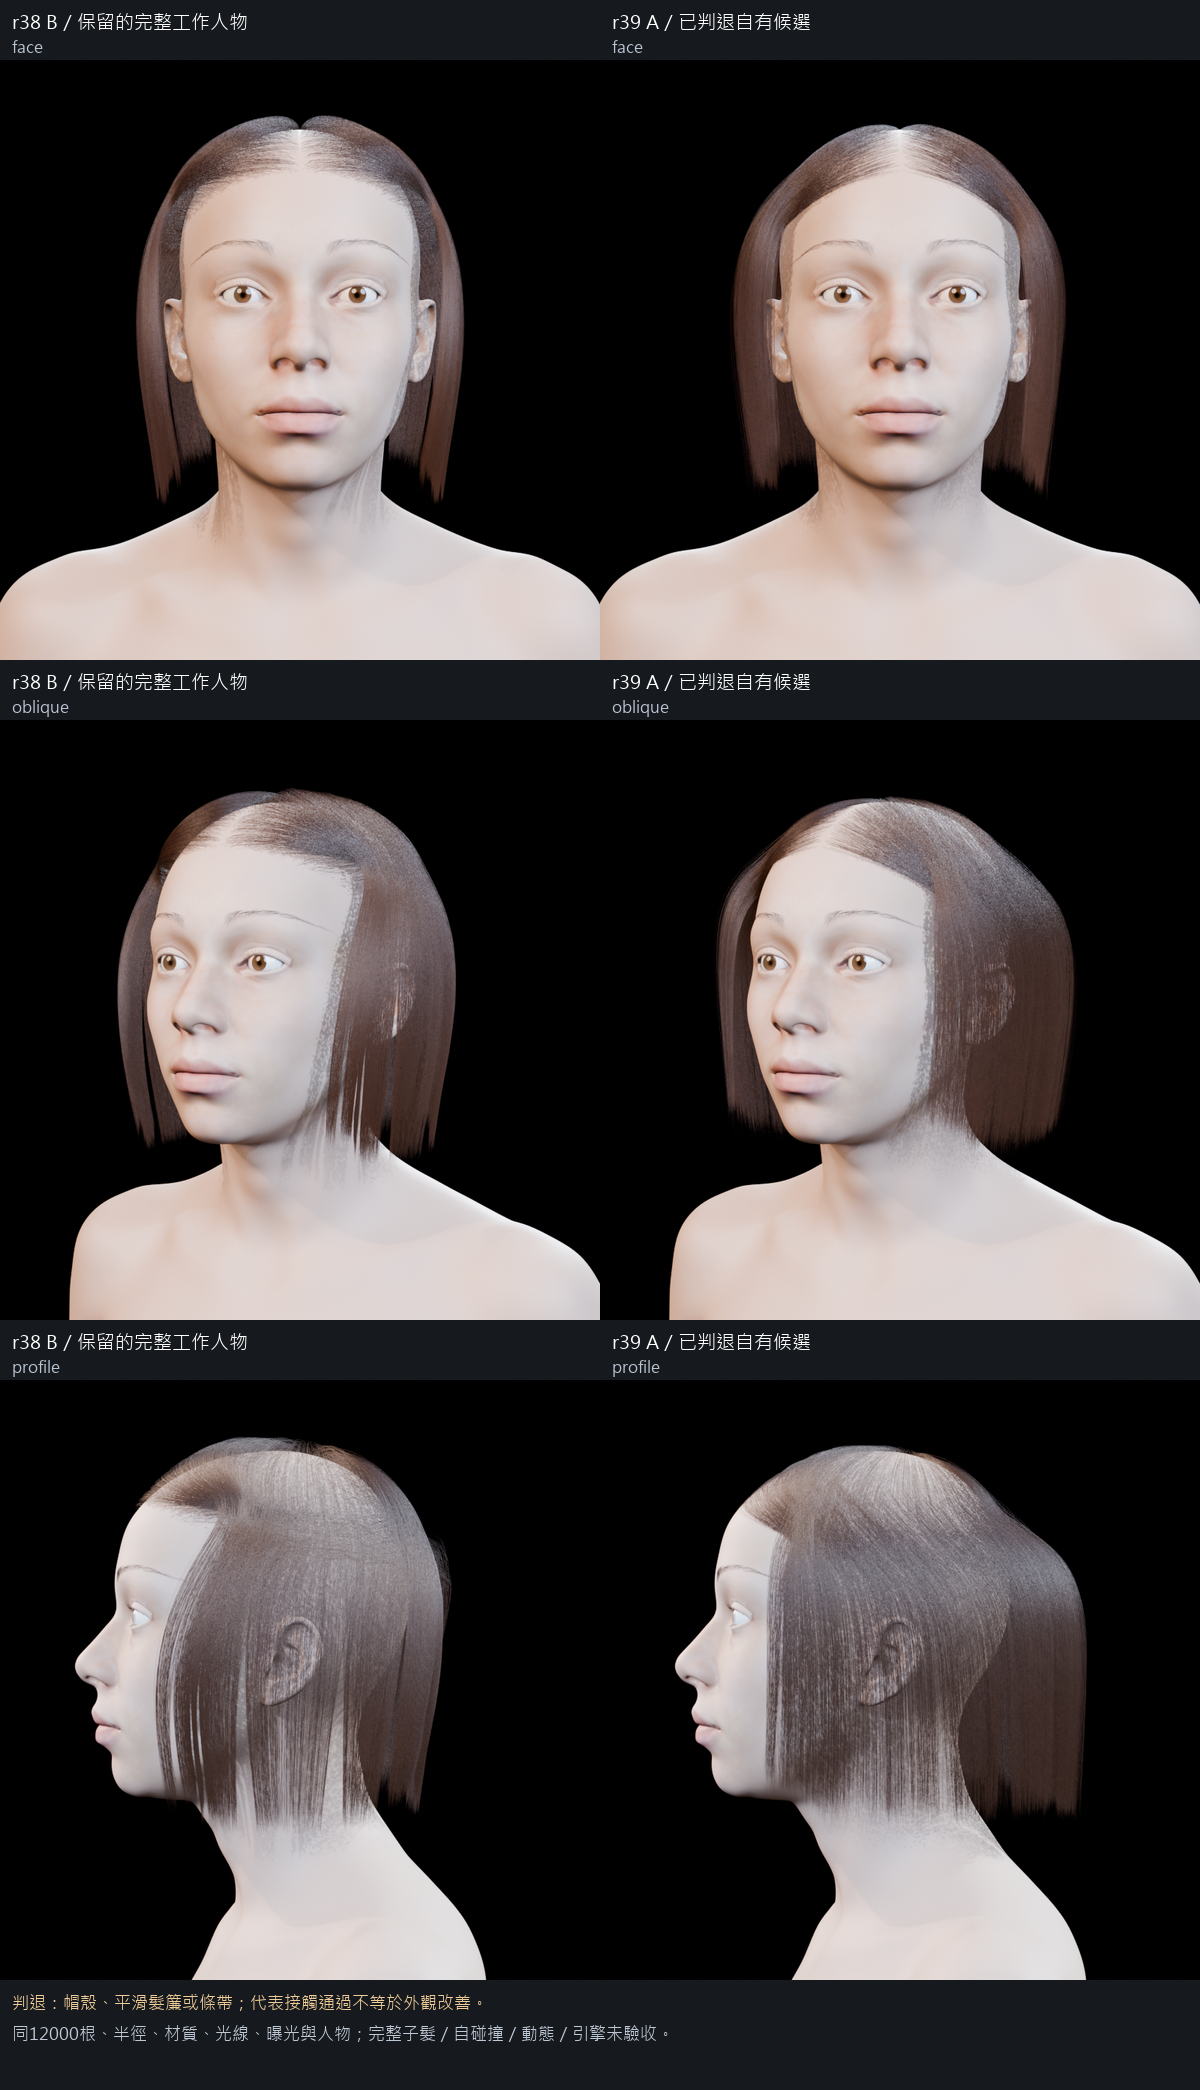 r38 B / 保留的完整工作人物
face
r39 A / 已判退自有候選
face
r38 B / 保留的完整工作人物
oblique
r39 A / 已判退自有候選
oblique
r38 B / 保留的完整工作人物
profile
r39 A / 已判退自有候選
profile
判退：帽殼、平滑髮簾或條帶；代表接觸通過不等於外觀改善。
同12000根、半徑、材質、光線、曝光與人物；完整子髮 / 自碰撞 / 動態 / 引擎未驗收。